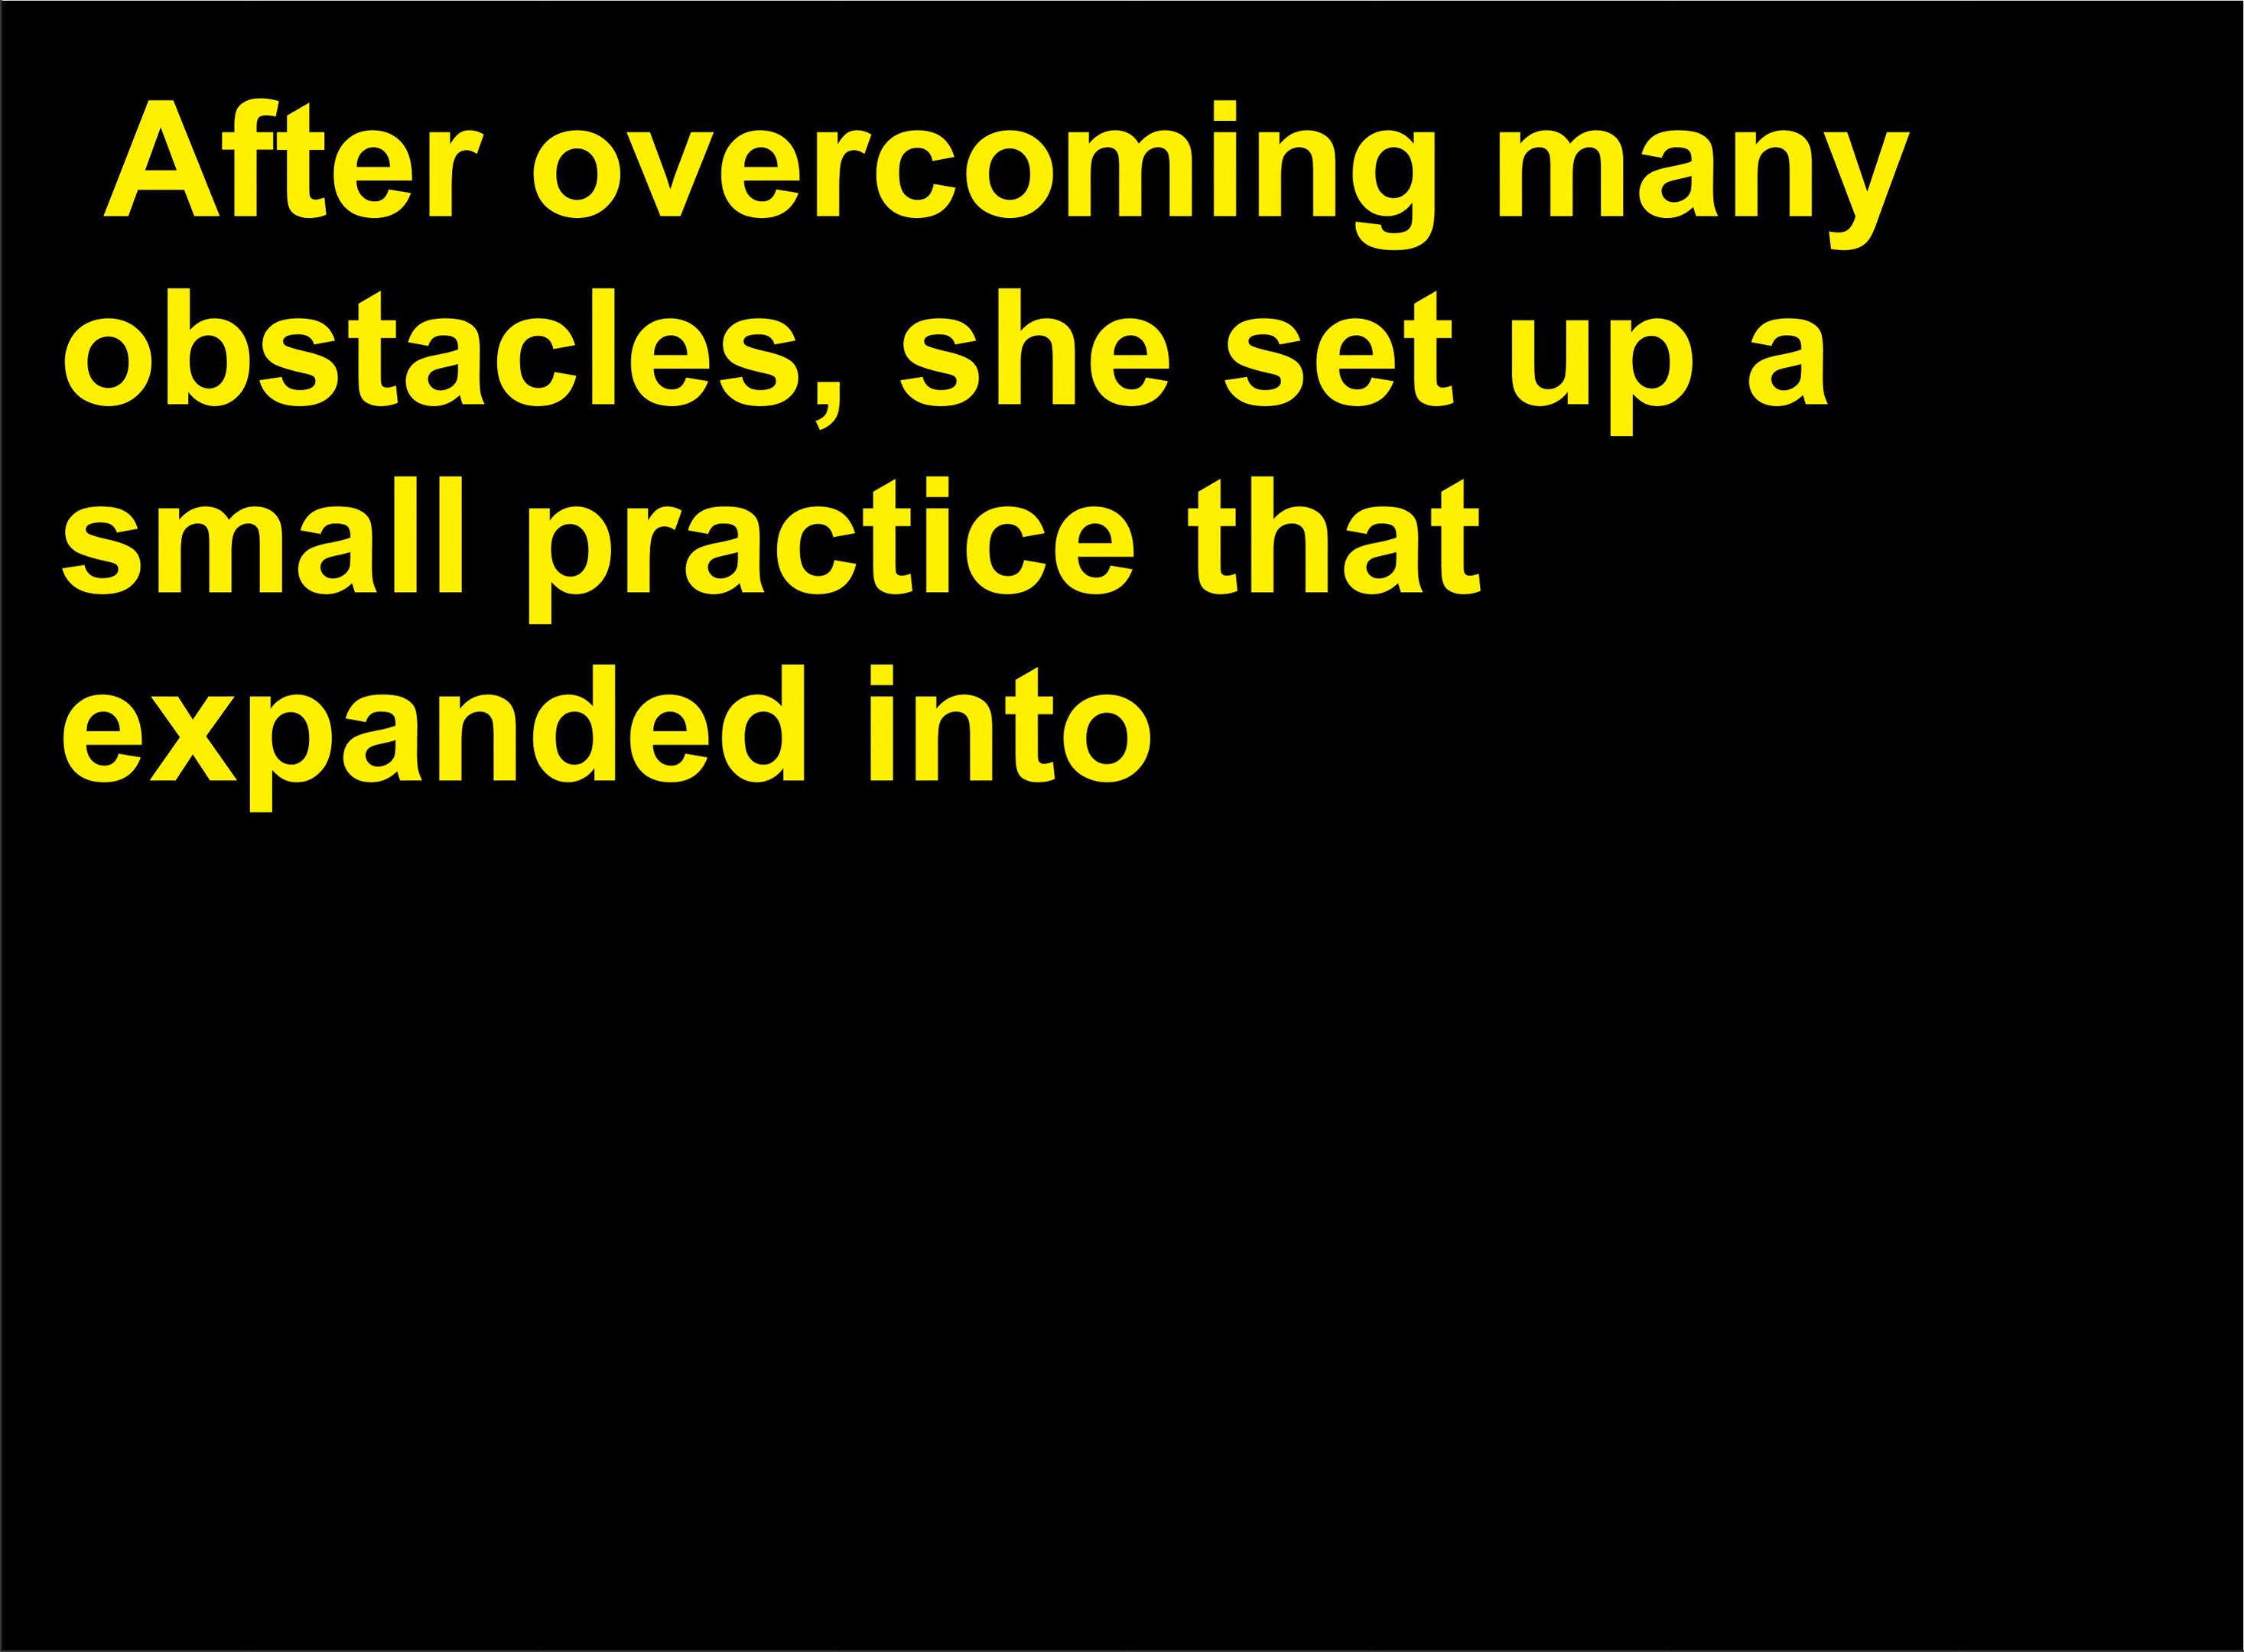 After overcoming many
obstacles, she set up a
small practice that
expanded into